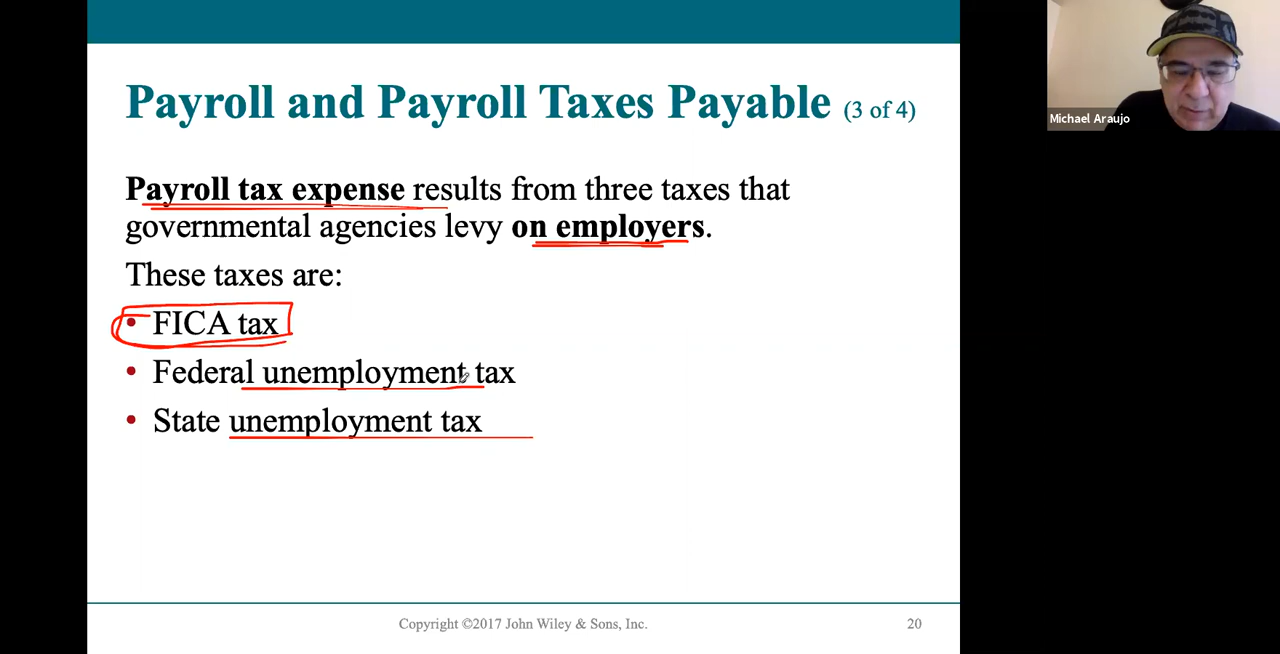 Payroll and Payroll Taxes Payable (3 of 4)
Michael Araujo
Payroll tax expense results from three taxes that
governmental agencies levy on employers.
These taxes are:
• FICA tax
• Federal unemployment tax
• State unemployment tax
Copyright ©2017 John Wiley & Sons, Inc.
20